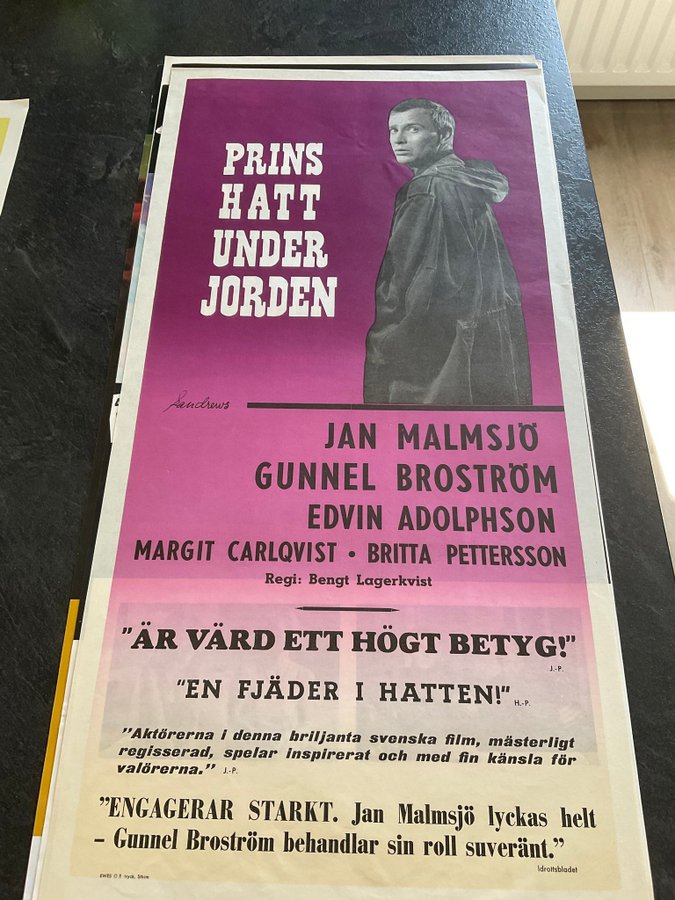 PRINS
HATT
UNDER
JORDEN
Sandrews
JAN MALMSJÖ
GUNNEL BROSTRÖM
EDVIN ADOLPHSON
MARGIT CARLQVIST • BRITTA PETTERSSON
Regi: Bengt Lagerkvist
"ÄR VÄRD ETT HÖGT BETYG!"
J.-P.
"EN FJÄDER I HATTEN!" H.-P.
"Aktörerna i denna briljanta svenska film, mästerligt
regisserad, spelar inspirerat och med fin känsla för
valörerna." J.-P.
"ENGAGERAR STARKT. Jan Malmsjö lyckas helt
– Gunnel Broström behandlar sin roll suveränt."
Idrottsbladet